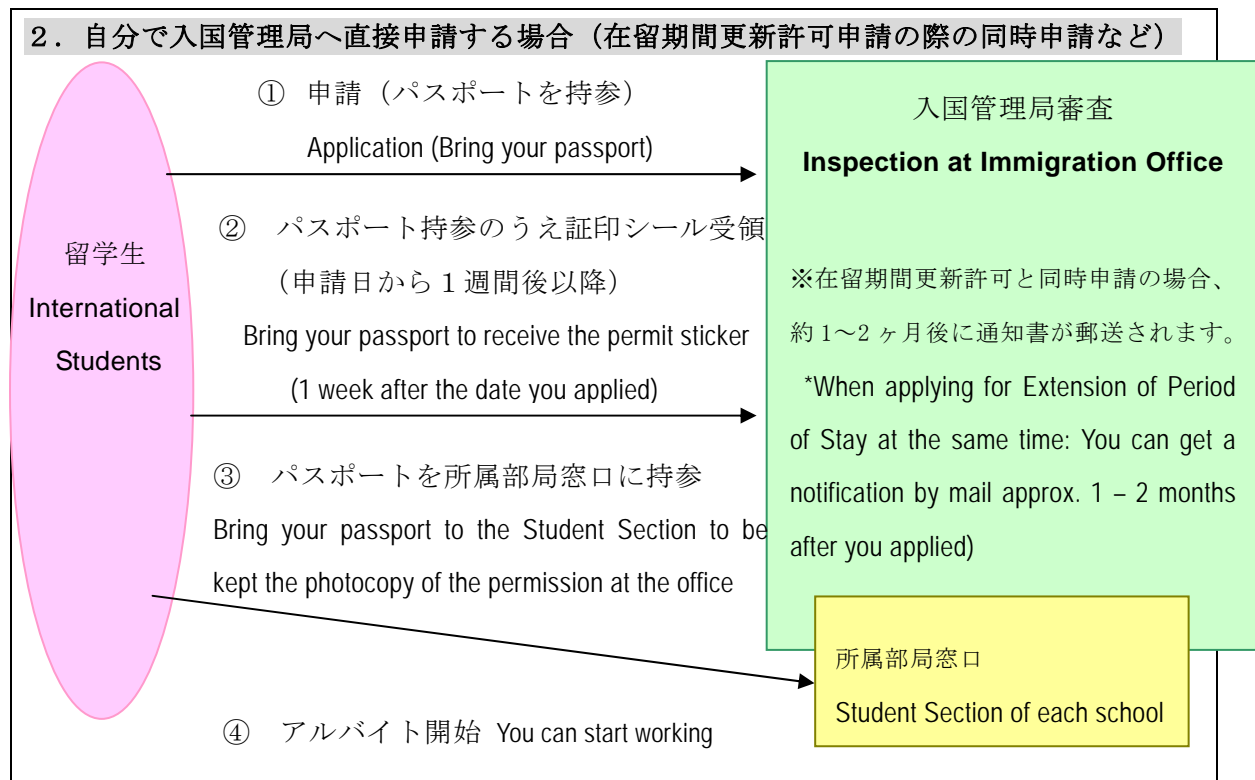 ２．自分で入国管理局へ直接申請する場合（在留期間更新許可申請の際の同時申請など）
① 申請（パスポートを持参）
Application (Bring your passport)
② パスポート持参のうえ証印シール受領
（申請日から１週間後以降）
Bring your passport to receive the permit sticker
(1 week after the date you applied)
③ パスポートを所属部局窓口に持参
Bring your passport to the Student Section to be
kept the photocopy of the permission at the office
④ アルバイト開始 You can start working
留学生
International
Students
入国管理局審査
Inspection at Immigration Office
※在留期間更新許可と同時申請の場合、
約 1～2 ヶ月後に通知書が郵送されます。
*When applying for Extension of Period
of Stay at the same time: You can get a
notification by mail approx. 1 – 2 months
after you applied)
所属部局窓口
Student Section of each school